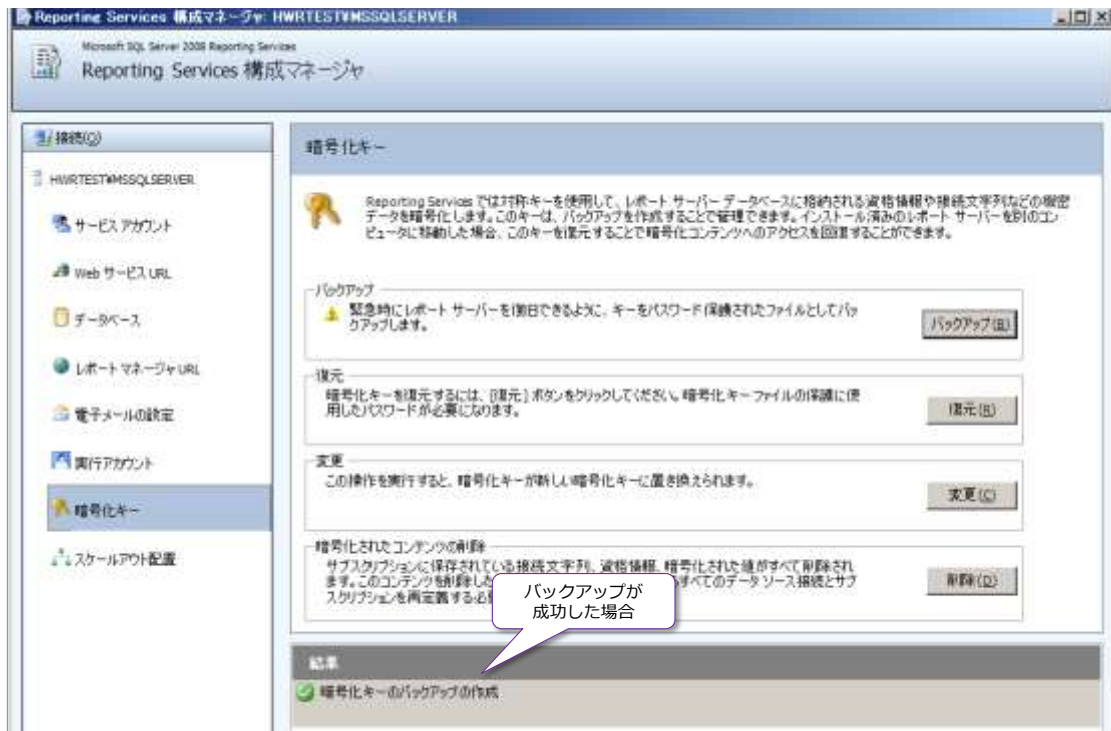 Reporting Services 構成マネージャ: HWRTEST¥MSSQLSERVER
Microsoft SQL Server 2008 Reporting Services
Reporting Services 構成マネージャ
接続(O)
HWRTEST¥MSSQLSERVER
サービス アカウント
Web サービス URL
データベース
レポート マネージャ URL
電子メールの設定
実行アカウント
暗号化キー
スケールアウト配置
暗号化キー
Reporting Services では対称キーを使用して、レポート サーバー データベースに格納される資格情報や接続文字列などの機密
データを暗号化します。このキーは、バックアップを作成することで管理できます。インストール済みのレポート サーバーを別のコン
ピュータに移動した場合、このキーを復元することで暗号化コンテンツへのアクセスを回復することができます。
バックアップ
緊急時にレポート サーバーを復旧できるように、キーをパスワード保護されたファイルとしてバッ
クアップします。
バックアップ(B)
復元
暗号化キーを復元するには、[復元] ボタンをクリックしてください。暗号化キー ファイルの保護に使
用したパスワードが必要になります。
復元(R)
変更
この操作を実行すると、暗号化キーが新しい暗号化キーに置き換えられます。
変更(C)
暗号化されたコンテンツの削除
サブスクリプションに保存されている接続文字列、資格情報、暗号化された値がすべて削除され
ます。このコンテンツを削除した すべてのデータ ソース接続とサブ
スクリプションを再定義する必
削除(D)
バックアップが
成功した場合
結果
暗号化キーのバックアップの作成